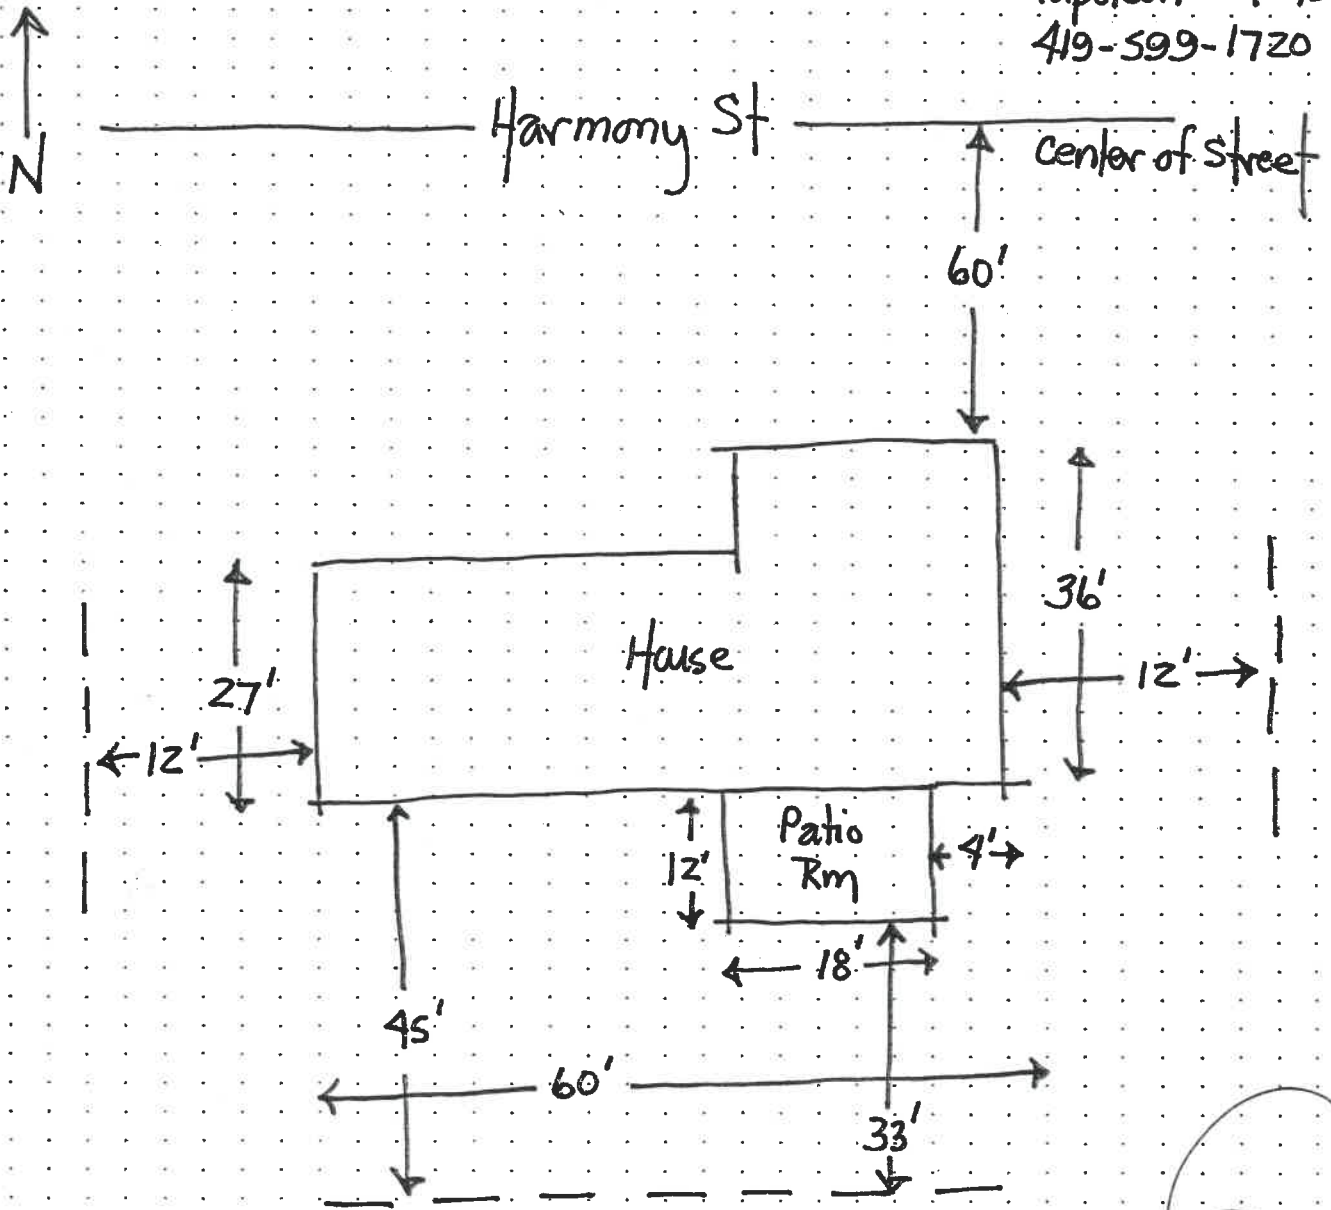 419-599-1720
Harmony St
Center of Street
N
60'
36'
House
27'
12'
12'
Patio
Rm
12'
4'
18'
45'
60'
33'